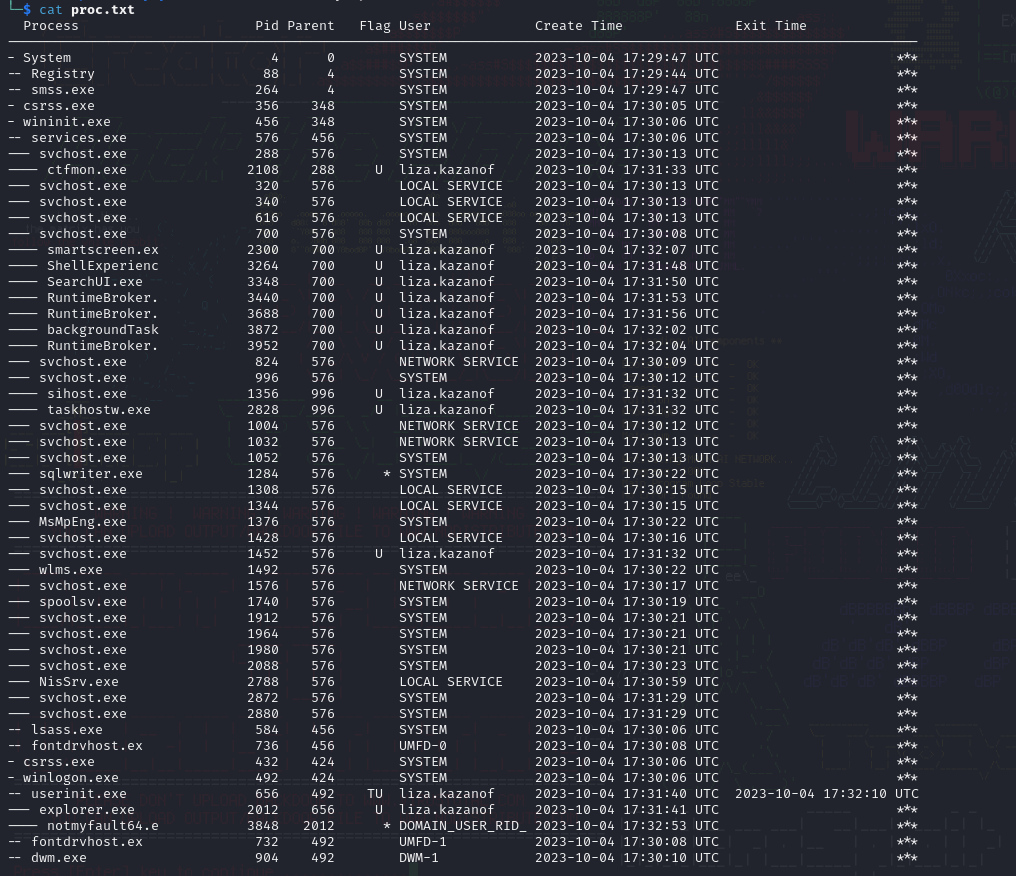 └─$ cat proc.txt
Process Pid Parent Flag User Create Time Exit Time
- System 4 0 SYSTEM 2023-10-04 17:29:47 UTC ***
-- Registry 88 4 SYSTEM 2023-10-04 17:29:44 UTC ***
-- smss.exe 264 4 SYSTEM 2023-10-04 17:29:47 UTC ***
- csrss.exe 356 348 SYSTEM 2023-10-04 17:30:05 UTC ***
- wininit.exe 456 348 SYSTEM 2023-10-04 17:30:06 UTC ***
-- services.exe 576 456 SYSTEM 2023-10-04 17:30:06 UTC ***
--- svchost.exe 288 576 SYSTEM 2023-10-04 17:30:13 UTC ***
---- ctfmon.exe 2108 288 U liza.kazanof 2023-10-04 17:31:33 UTC ***
--- svchost.exe 320 576 LOCAL SERVICE 2023-10-04 17:30:13 UTC ***
--- svchost.exe 340 576 LOCAL SERVICE 2023-10-04 17:30:13 UTC ***
--- svchost.exe 616 576 LOCAL SERVICE 2023-10-04 17:30:13 UTC ***
--- svchost.exe 700 576 SYSTEM 2023-10-04 17:30:08 UTC ***
---- smartscreen.ex 2300 700 U liza.kazanof 2023-10-04 17:32:07 UTC ***
---- ShellExperienc 3264 700 U liza.kazanof 2023-10-04 17:31:48 UTC ***
---- SearchUI.exe 3348 700 U liza.kazanof 2023-10-04 17:31:50 UTC ***
---- RuntimeBroker. 3440 700 U liza.kazanof 2023-10-04 17:31:53 UTC ***
---- RuntimeBroker. 3688 700 U liza.kazanof 2023-10-04 17:31:56 UTC ***
---- backgroundTask 3872 700 U liza.kazanof 2023-10-04 17:32:02 UTC ***
---- RuntimeBroker. 3952 700 U liza.kazanof 2023-10-04 17:32:04 UTC ***
--- svchost.exe 824 576 NETWORK SERVICE 2023-10-04 17:30:09 UTC ***
--- svchost.exe 996 576 SYSTEM 2023-10-04 17:30:12 UTC ***
---- sihost.exe 1356 996 U liza.kazanof 2023-10-04 17:31:32 UTC ***
---- taskhostw.exe 2828 996 U liza.kazanof 2023-10-04 17:31:32 UTC ***
--- svchost.exe 1004 576 NETWORK SERVICE 2023-10-04 17:30:12 UTC ***
--- svchost.exe 1032 576 NETWORK SERVICE 2023-10-04 17:30:13 UTC ***
--- svchost.exe 1052 576 SYSTEM 2023-10-04 17:30:13 UTC ***
--- sqlwriter.exe 1284 576 * SYSTEM 2023-10-04 17:30:22 UTC ***
--- svchost.exe 1308 576 LOCAL SERVICE 2023-10-04 17:30:15 UTC ***
--- svchost.exe 1344 576 LOCAL SERVICE 2023-10-04 17:30:15 UTC ***
--- MsMpEng.exe 1376 576 SYSTEM 2023-10-04 17:30:22 UTC ***
--- svchost.exe 1428 576 LOCAL SERVICE 2023-10-04 17:30:16 UTC ***
--- svchost.exe 1452 576 U liza.kazanof 2023-10-04 17:31:32 UTC ***
--- wlms.exe 1492 576 SYSTEM 2023-10-04 17:30:22 UTC ***
--- svchost.exe 1576 576 NETWORK SERVICE 2023-10-04 17:30:17 UTC ***
--- spoolsv.exe 1740 576 SYSTEM 2023-10-04 17:30:19 UTC ***
--- svchost.exe 1912 576 SYSTEM 2023-10-04 17:30:21 UTC ***
--- svchost.exe 1964 576 SYSTEM 2023-10-04 17:30:21 UTC ***
--- svchost.exe 1980 576 SYSTEM 2023-10-04 17:30:21 UTC ***
--- svchost.exe 2088 576 SYSTEM 2023-10-04 17:30:23 UTC ***
--- NisSrv.exe 2788 576 LOCAL SERVICE 2023-10-04 17:30:59 UTC ***
--- svchost.exe 2872 576 SYSTEM 2023-10-04 17:31:29 UTC ***
--- svchost.exe 2880 576 SYSTEM 2023-10-04 17:31:29 UTC ***
-- lsass.exe 584 456 SYSTEM 2023-10-04 17:30:06 UTC ***
-- fontdrvhost.ex 736 456 UMFD-0 2023-10-04 17:30:08 UTC ***
- csrss.exe 432 424 SYSTEM 2023-10-04 17:30:06 UTC ***
- winlogon.exe 492 424 SYSTEM 2023-10-04 17:30:06 UTC ***
-- userinit.exe 656 492 TU liza.kazanof 2023-10-04 17:31:40 UTC 2023-10-04 17:32:10 UTC
--- explorer.exe 2012 656 U liza.kazanof 2023-10-04 17:31:41 UTC ***
---- notmyfault64.e 3848 2012 * DOMAIN_USER_RID_ 2023-10-04 17:32:53 UTC ***
-- fontdrvhost.ex 732 492 UMFD-1 2023-10-04 17:30:08 UTC ***
-- dwm.exe 904 492 DWM-1 2023-10-04 17:30:10 UTC ***